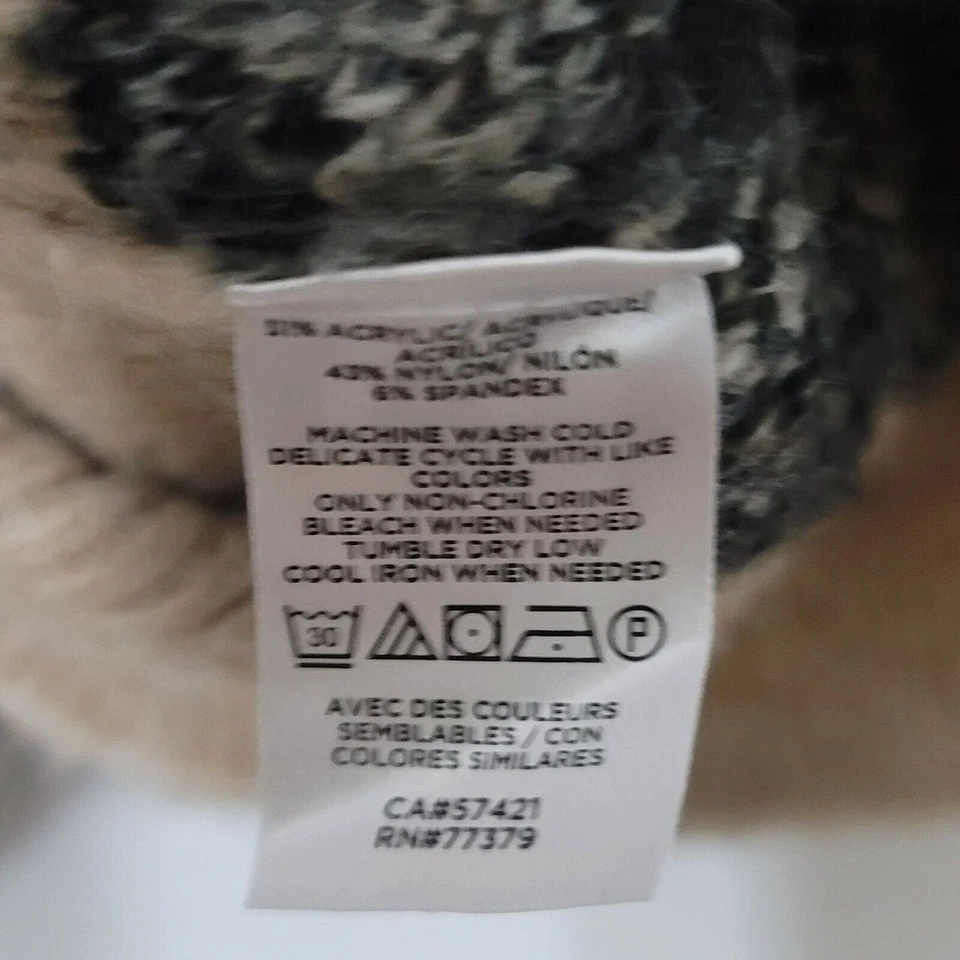 51% ACRYLIC/ ACRYLIQUE/
ACRÍLICO
43% NYLON/ NILÓN
6% SPANDEX
MACHINE WASH COLD
DELICATE CYCLE WITH LIKE
COLORS
ONLY NON-CHLORINE
BLEACH WHEN NEEDED
TUMBLE DRY LOW
COOL IRON WHEN NEEDED
30 P
AVEC DES COULEURS
SEMBLABLES / CON
COLORES SIMILARES
CA#57421
RN#77379